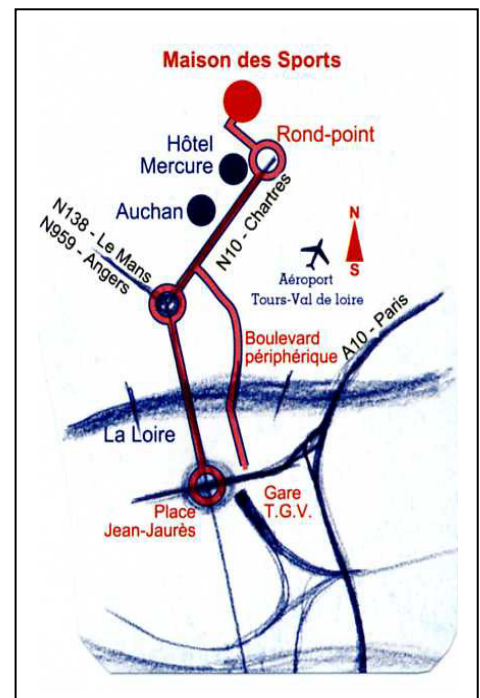 Maison des Sports
Rond-point
Hôtel
Mercure
Auchan
N138 - Le Mans
N959 - Angers
N10 - Chartres
N
S
Aéroport
Tours-Val de loire
Boulevard
périphérique
A10 - Paris
La Loire
Place
Jean-Jaurès
Gare
T.G.V.